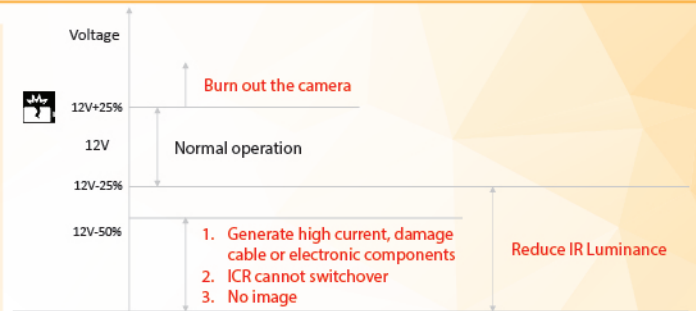 Voltage
Burn out the camera
12V+25%
12V
Normal operation
12V-25%
12V-50%
1. Generate high current, damage
cable or electronic components
2. ICR cannot switchover
3. No image
Reduce IR Luminance